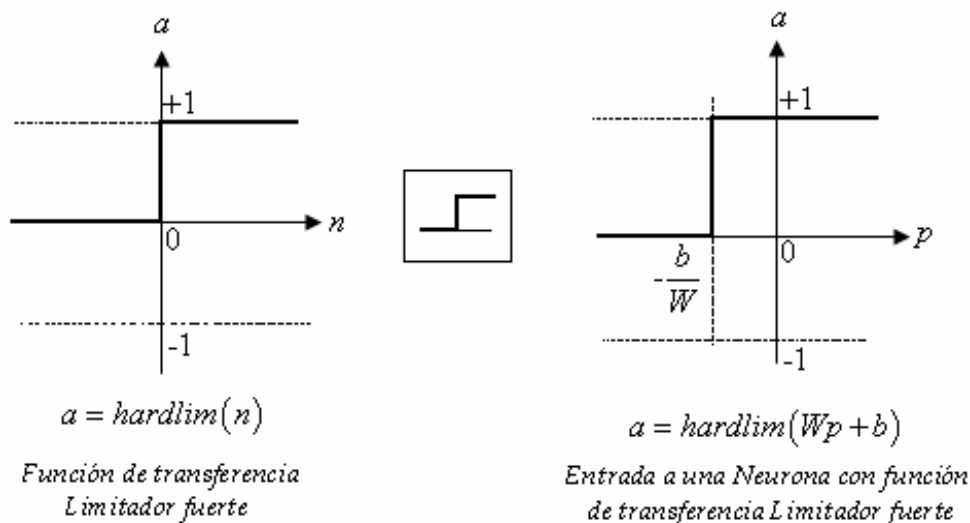 a
+1
0
n
-1
a = hardlim(n)
Función de transferencia
Limitador fuerte
a
+1
0
p
-b/W
-1
a = hardlim(Wp + b)
Entrada a una Neurona con función
de transferencia Limitador fuerte